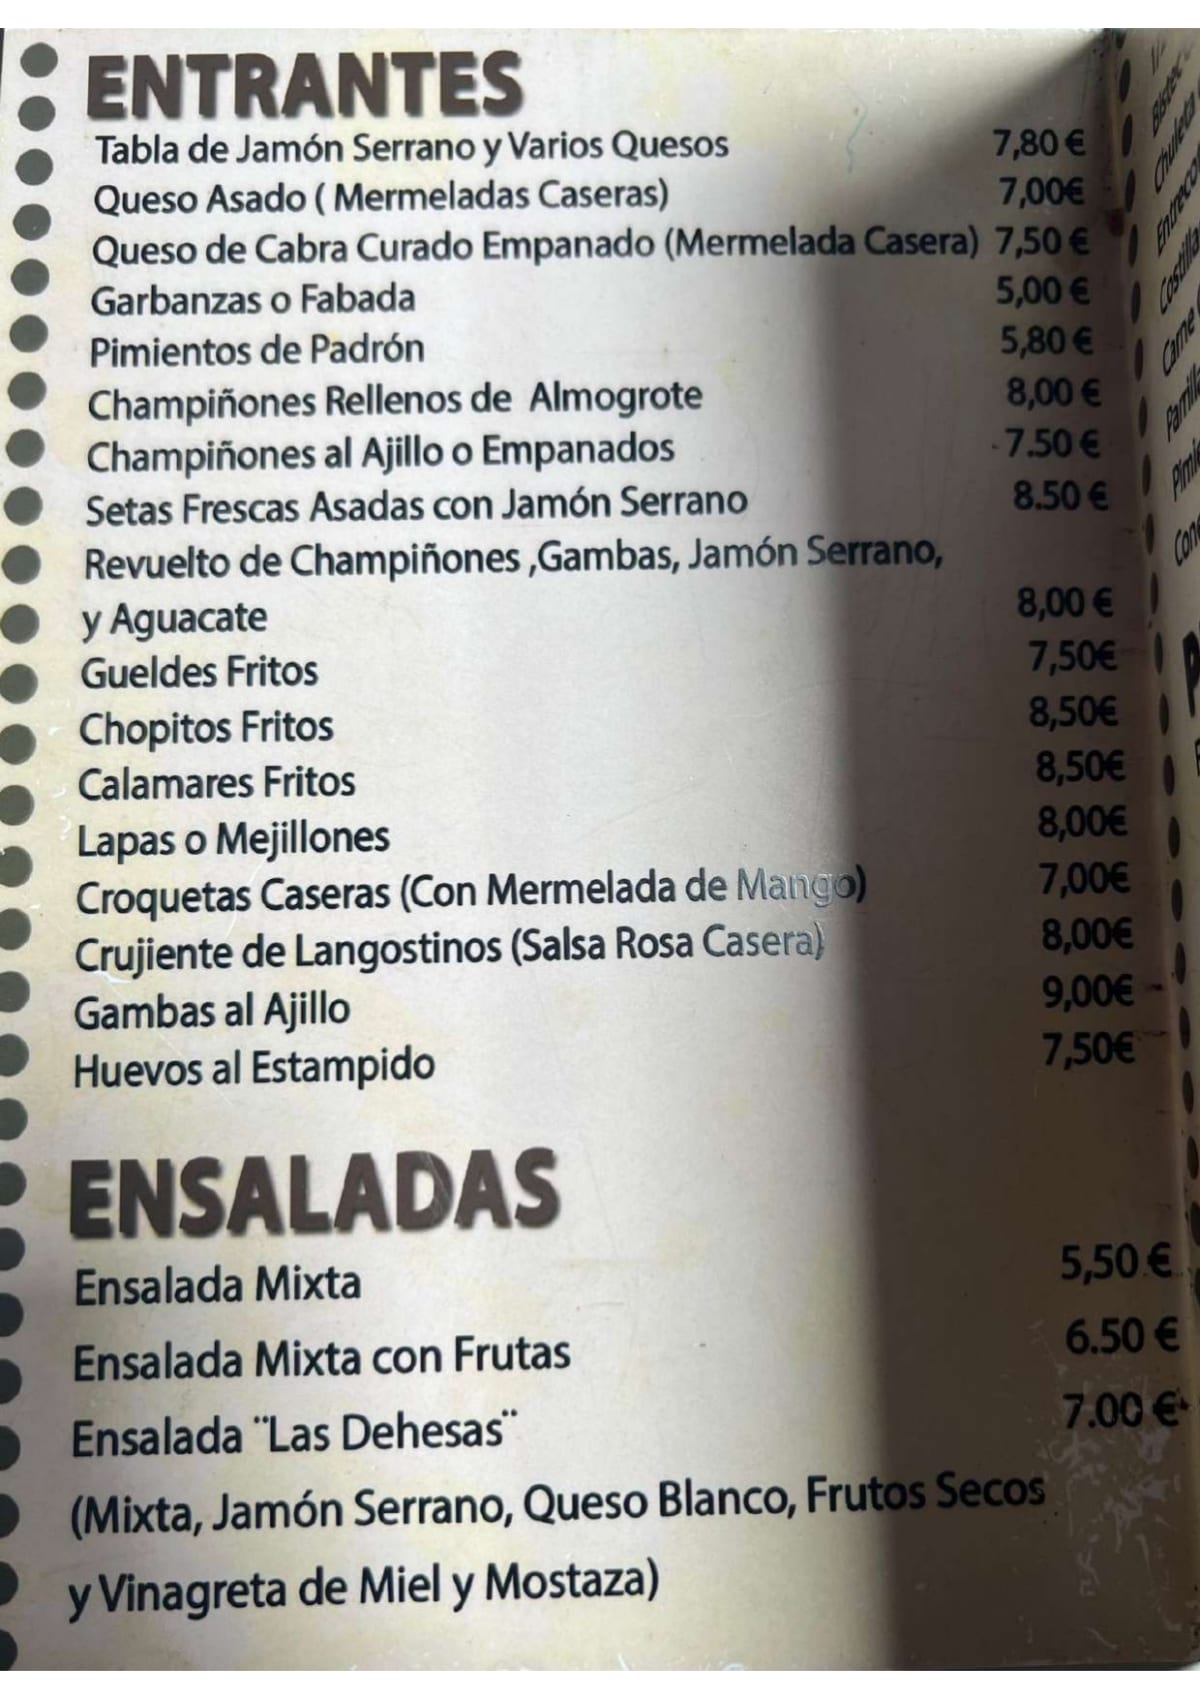 ENTRANTES
Tabla de Jamón Serrano y Varios Quesos 7,80 €
Queso Asado ( Mermeladas Caseras) 7,00€
Queso de Cabra Curado Empanado (Mermelada Casera) 7,50 €
Garbanzas o Fabada 5,00 €
Pimientos de Padrón 5,80 €
Champiñones Rellenos de Almogrote 8,00 €
Champiñones al Ajillo o Empanados 7.50 €
Setas Frescas Asadas con Jamón Serrano 8.50 €
Revuelto de Champiñones ,Gambas, Jamón Serrano,
y Aguacate 8,00 €
Gueldes Fritos 7,50€
Chopitos Fritos 8,50€
Calamares Fritos 8,50€
Lapas o Mejillones 8,00€
Croquetas Caseras (Con Mermelada de Mango) 7,00€
Crujiente de Langostinos (Salsa Rosa Casera) 8,00€
Gambas al Ajillo 9,00€
Huevos al Estampido 7,50€
ENSALADAS
Ensalada Mixta 5,50 €
Ensalada Mixta con Frutas 6.50 €
Ensalada ¨Las Dehesas¨ 7.00 €
(Mixta, Jamón Serrano, Queso Blanco, Frutos Secos
y Vinagreta de Miel y Mostaza)
Bistec
Chuleta